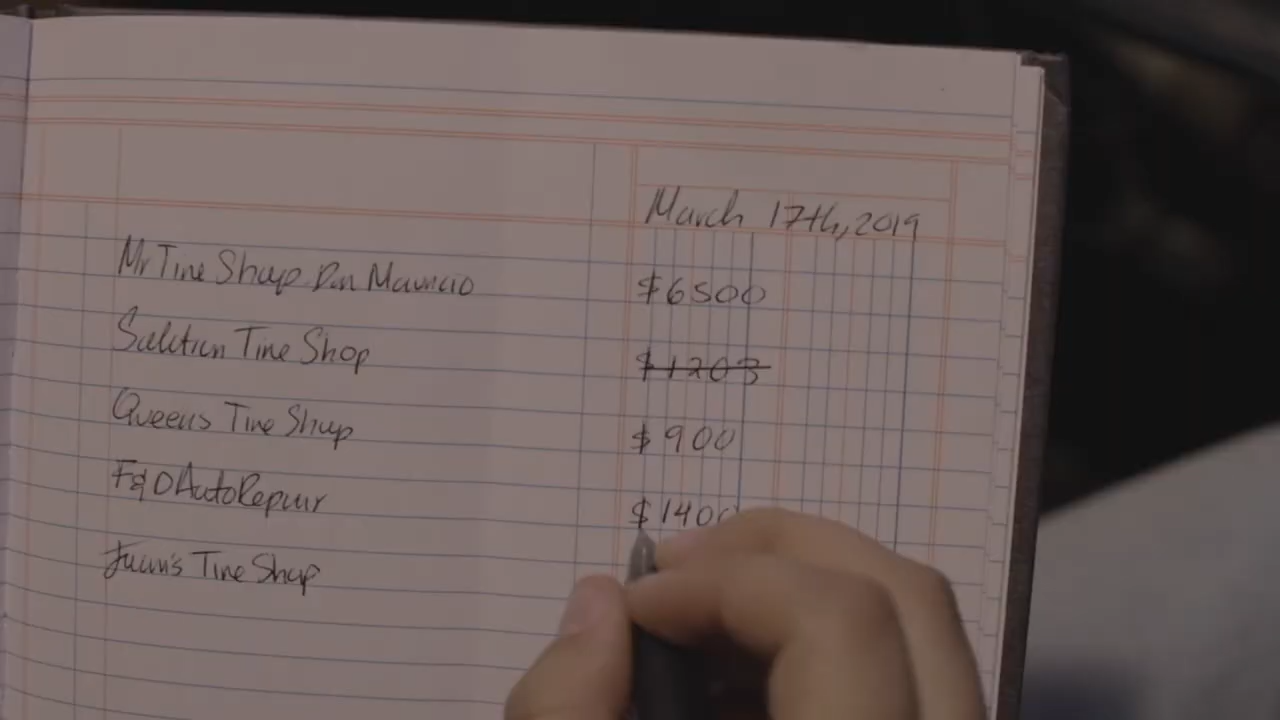 March 17th, 2019
Mr Tire Shop Don Mauricio $6500
Solution Tire Shop $1203
Queens Tire Shop $900
F&D Auto Repair $1400
Juan's Tire Shop